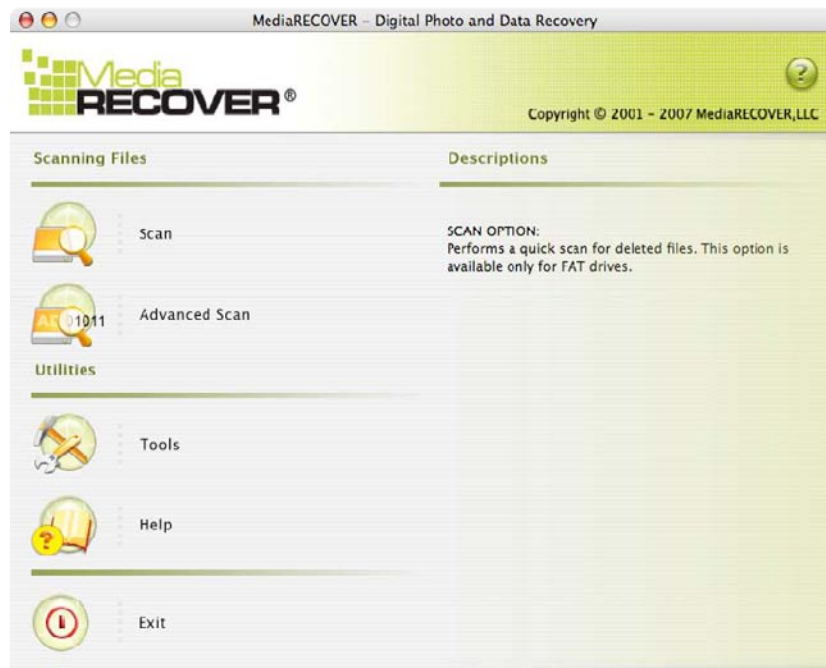 MediaRECOVER – Digital Photo and Data Recovery
Media
RECOVER®
?
Copyright © 2001 – 2007 MediaRECOVER,LLC
Scanning Files
Scan
AD 01011
Advanced Scan
Utilities
Tools
?
Help
Exit
Descriptions
SCAN OPTION:
Performs a quick scan for deleted files. This option is
available only for FAT drives.